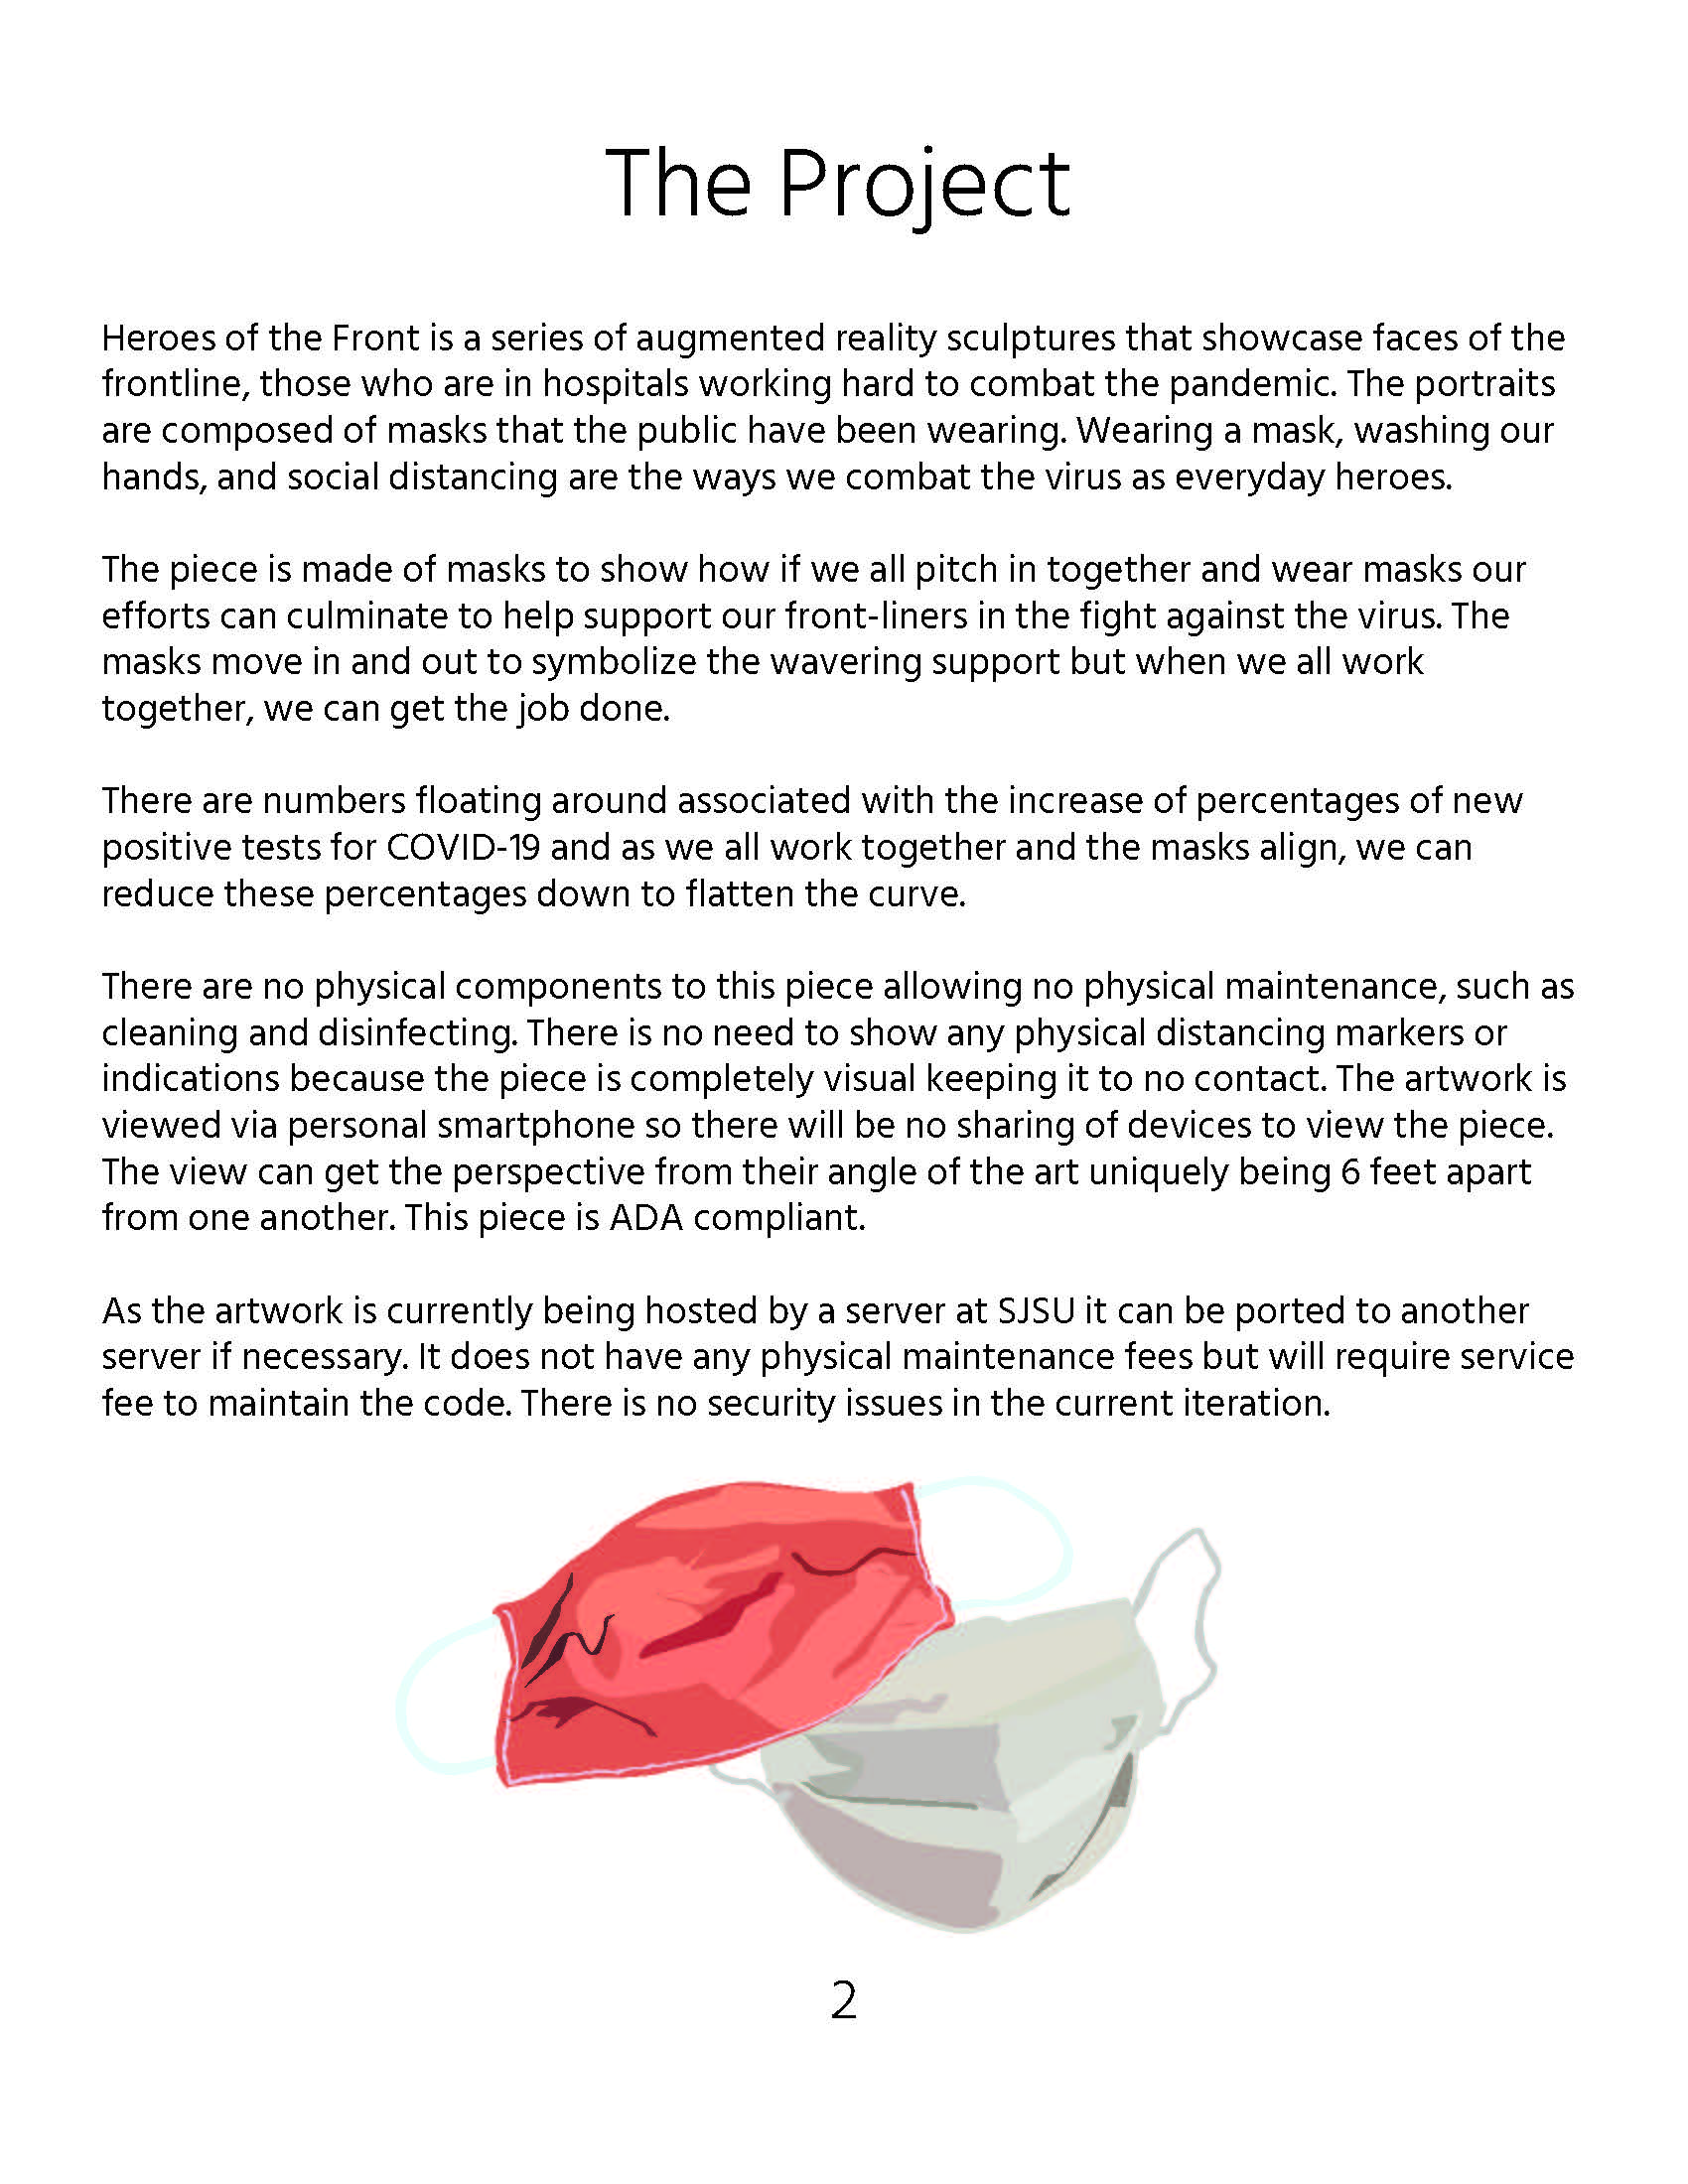 The Project
Heroes of the Front is a series of augmented reality sculptures that showcase faces of the
frontline, those who are in hospitals working hard to combat the pandemic. The portraits
are composed of masks that the public have been wearing. Wearing a mask, washing our
hands, and social distancing are the ways we combat the virus as everyday heroes.
The piece is made of masks to show how if we all pitch in together and wear masks our
efforts can culminate to help support our front-liners in the fight against the virus. The
masks move in and out to symbolize the wavering support but when we all work
together, we can get the job done.
There are numbers floating around associated with the increase of percentages of new
positive tests for COVID-19 and as we all work together and the masks align, we can
reduce these percentages down to flatten the curve.
There are no physical components to this piece allowing no physical maintenance, such as
cleaning and disinfecting. There is no need to show any physical distancing markers or
indications because the piece is completely visual keeping it to no contact. The artwork is
viewed via personal smartphone so there will be no sharing of devices to view the piece.
The view can get the perspective from their angle of the art uniquely being 6 feet apart
from one another. This piece is ADA compliant.
As the artwork is currently being hosted by a server at SJSU it can be ported to another
server if necessary. It does not have any physical maintenance fees but will require service
fee to maintain the code. There is no security issues in the current iteration.
2